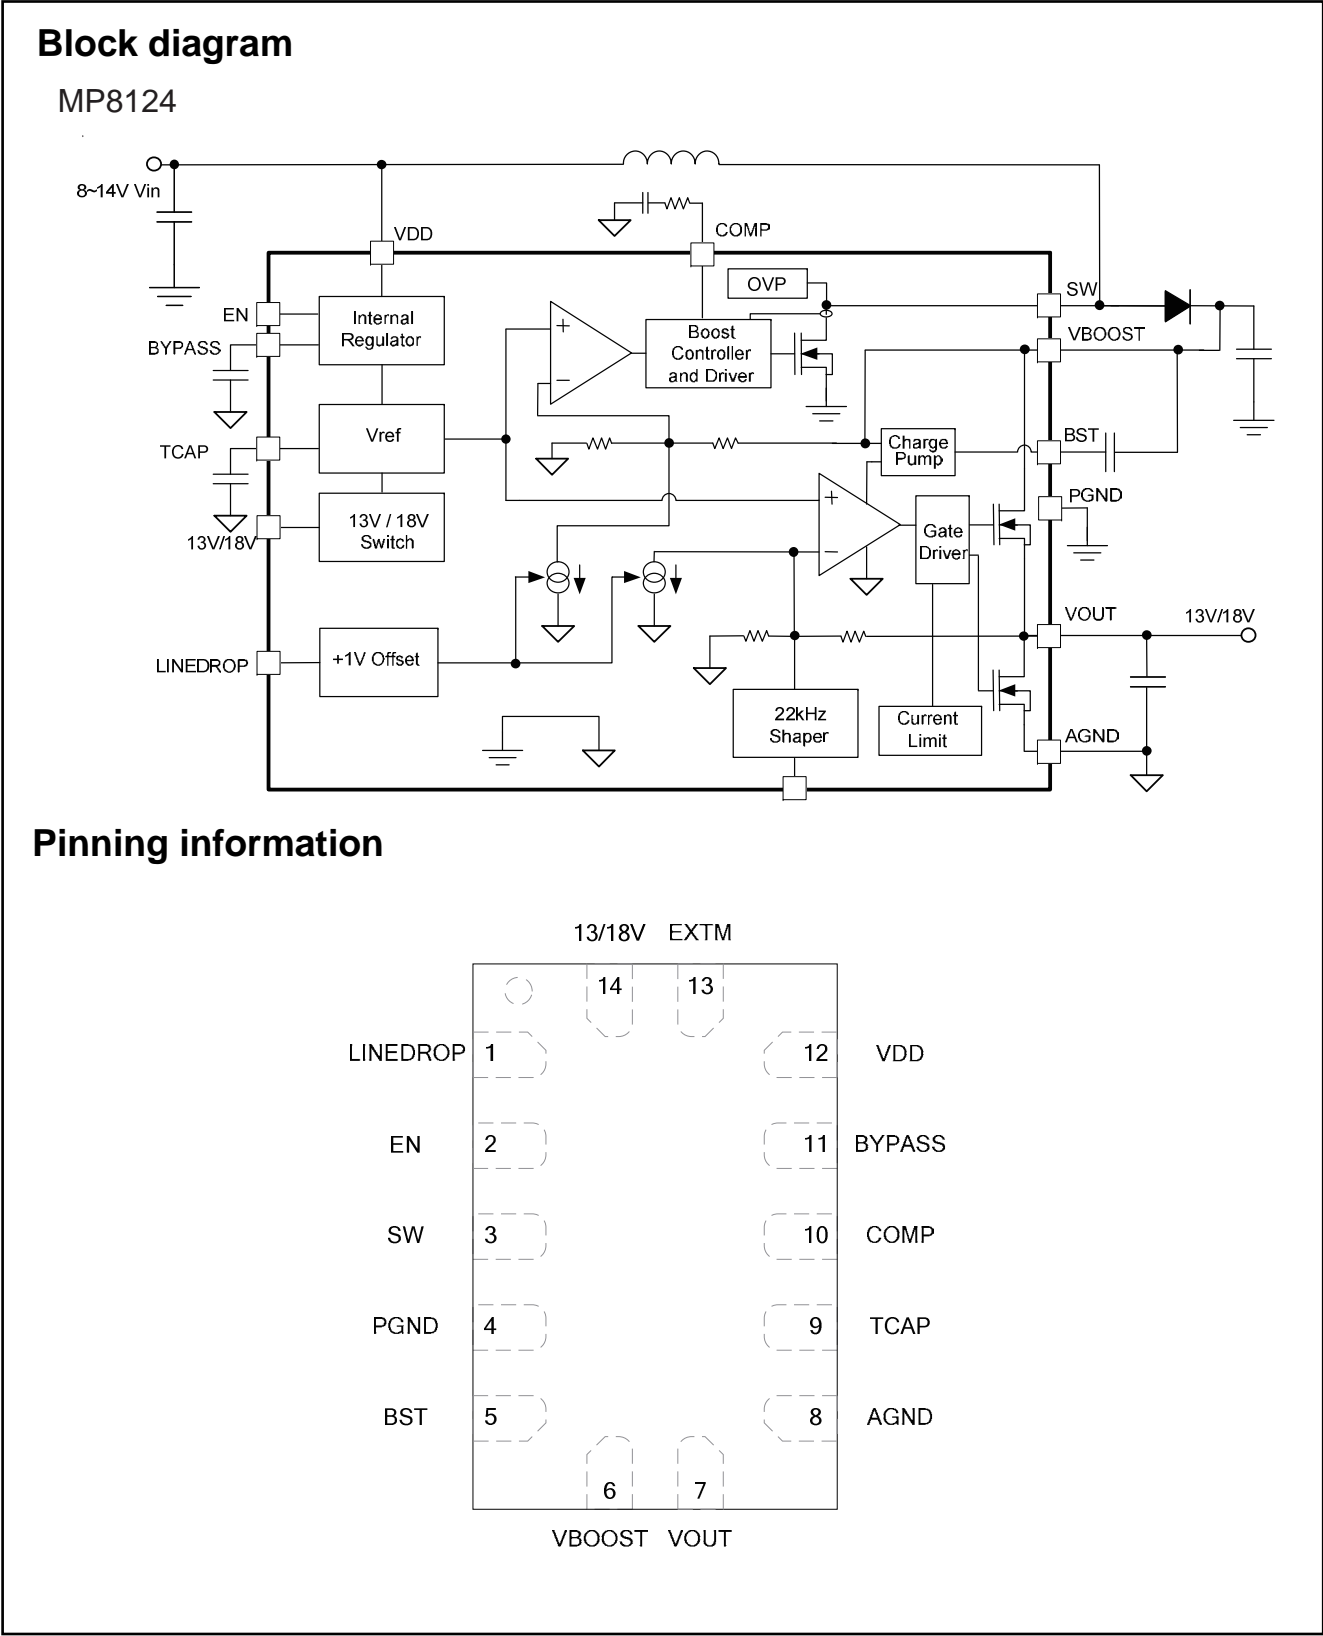 Block diagram
MP8124
8~14V Vin
VDD
COMP
OVP
SW
EN
Internal
Regulator
BYPASS
Boost
Controller
and Driver
VBOOST
+
−
TCAP
Vref
Charge
Pump
BST
13V/18V
13V / 18V
Switch
+
−
Gate
Driver
PGND
VOUT
13V/18V
LINEDROP
+1V Offset
22kHz
Shaper
Current
Limit
AGND
Pinning information
13/18V EXTM
14 13
LINEDROP 1 12 VDD
EN 2 11 BYPASS
SW 3 10 COMP
PGND 4 9 TCAP
BST 5 8 AGND
6 7
VBOOST VOUT